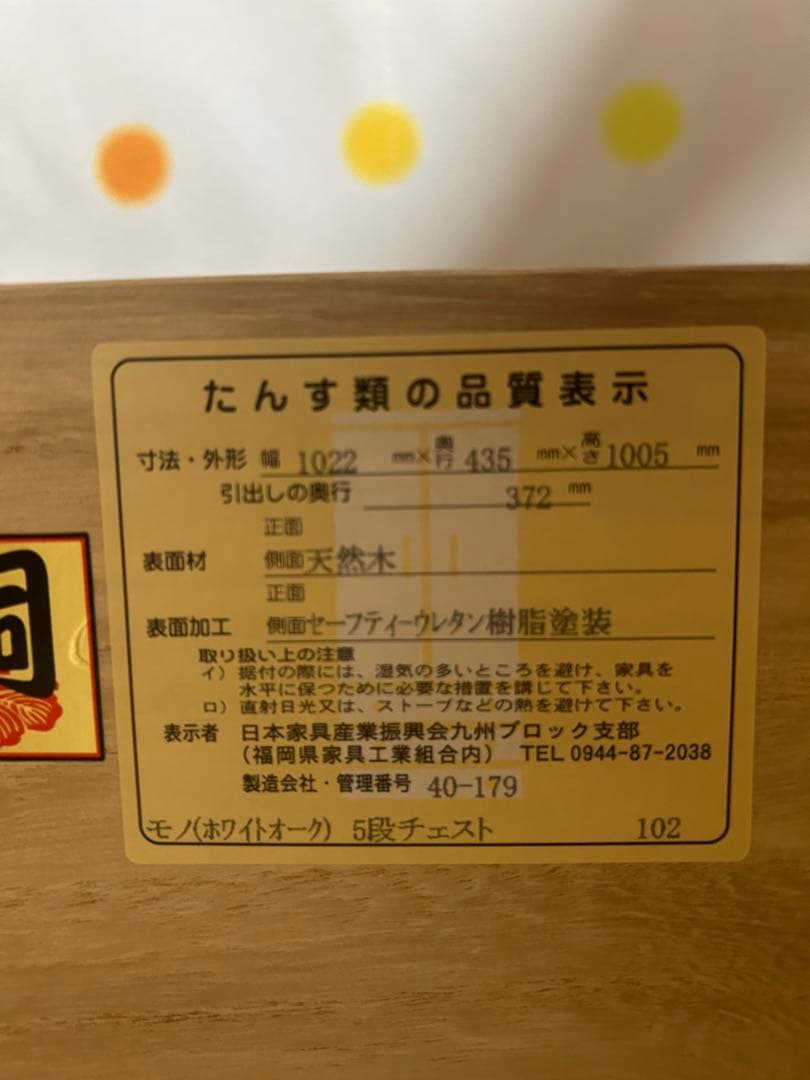 たんす類の品質表示
寸法・外形 幅 1022 mm× 奥行 435 mm× 高さ 1005 mm
引出しの奥行 372 mm
正面
表面材 側面 天然木
正面
表面加工 側面 セーフティーウレタン樹脂塗装
取り扱い上の注意
イ）据付の際には、湿気の多いところを避け、家具を
水平に保つために必要な措置を講じて下さい。
ロ）直射日光又は、ストーブなどの熱を避けて下さい。
表示者 日本家具産業振興会九州ブロック支部
（福岡県家具工業組合内） TEL 0944-87-2038
製造会社・管理番号 40-179
モノ(ホワイトオーク) 5段チェスト 102